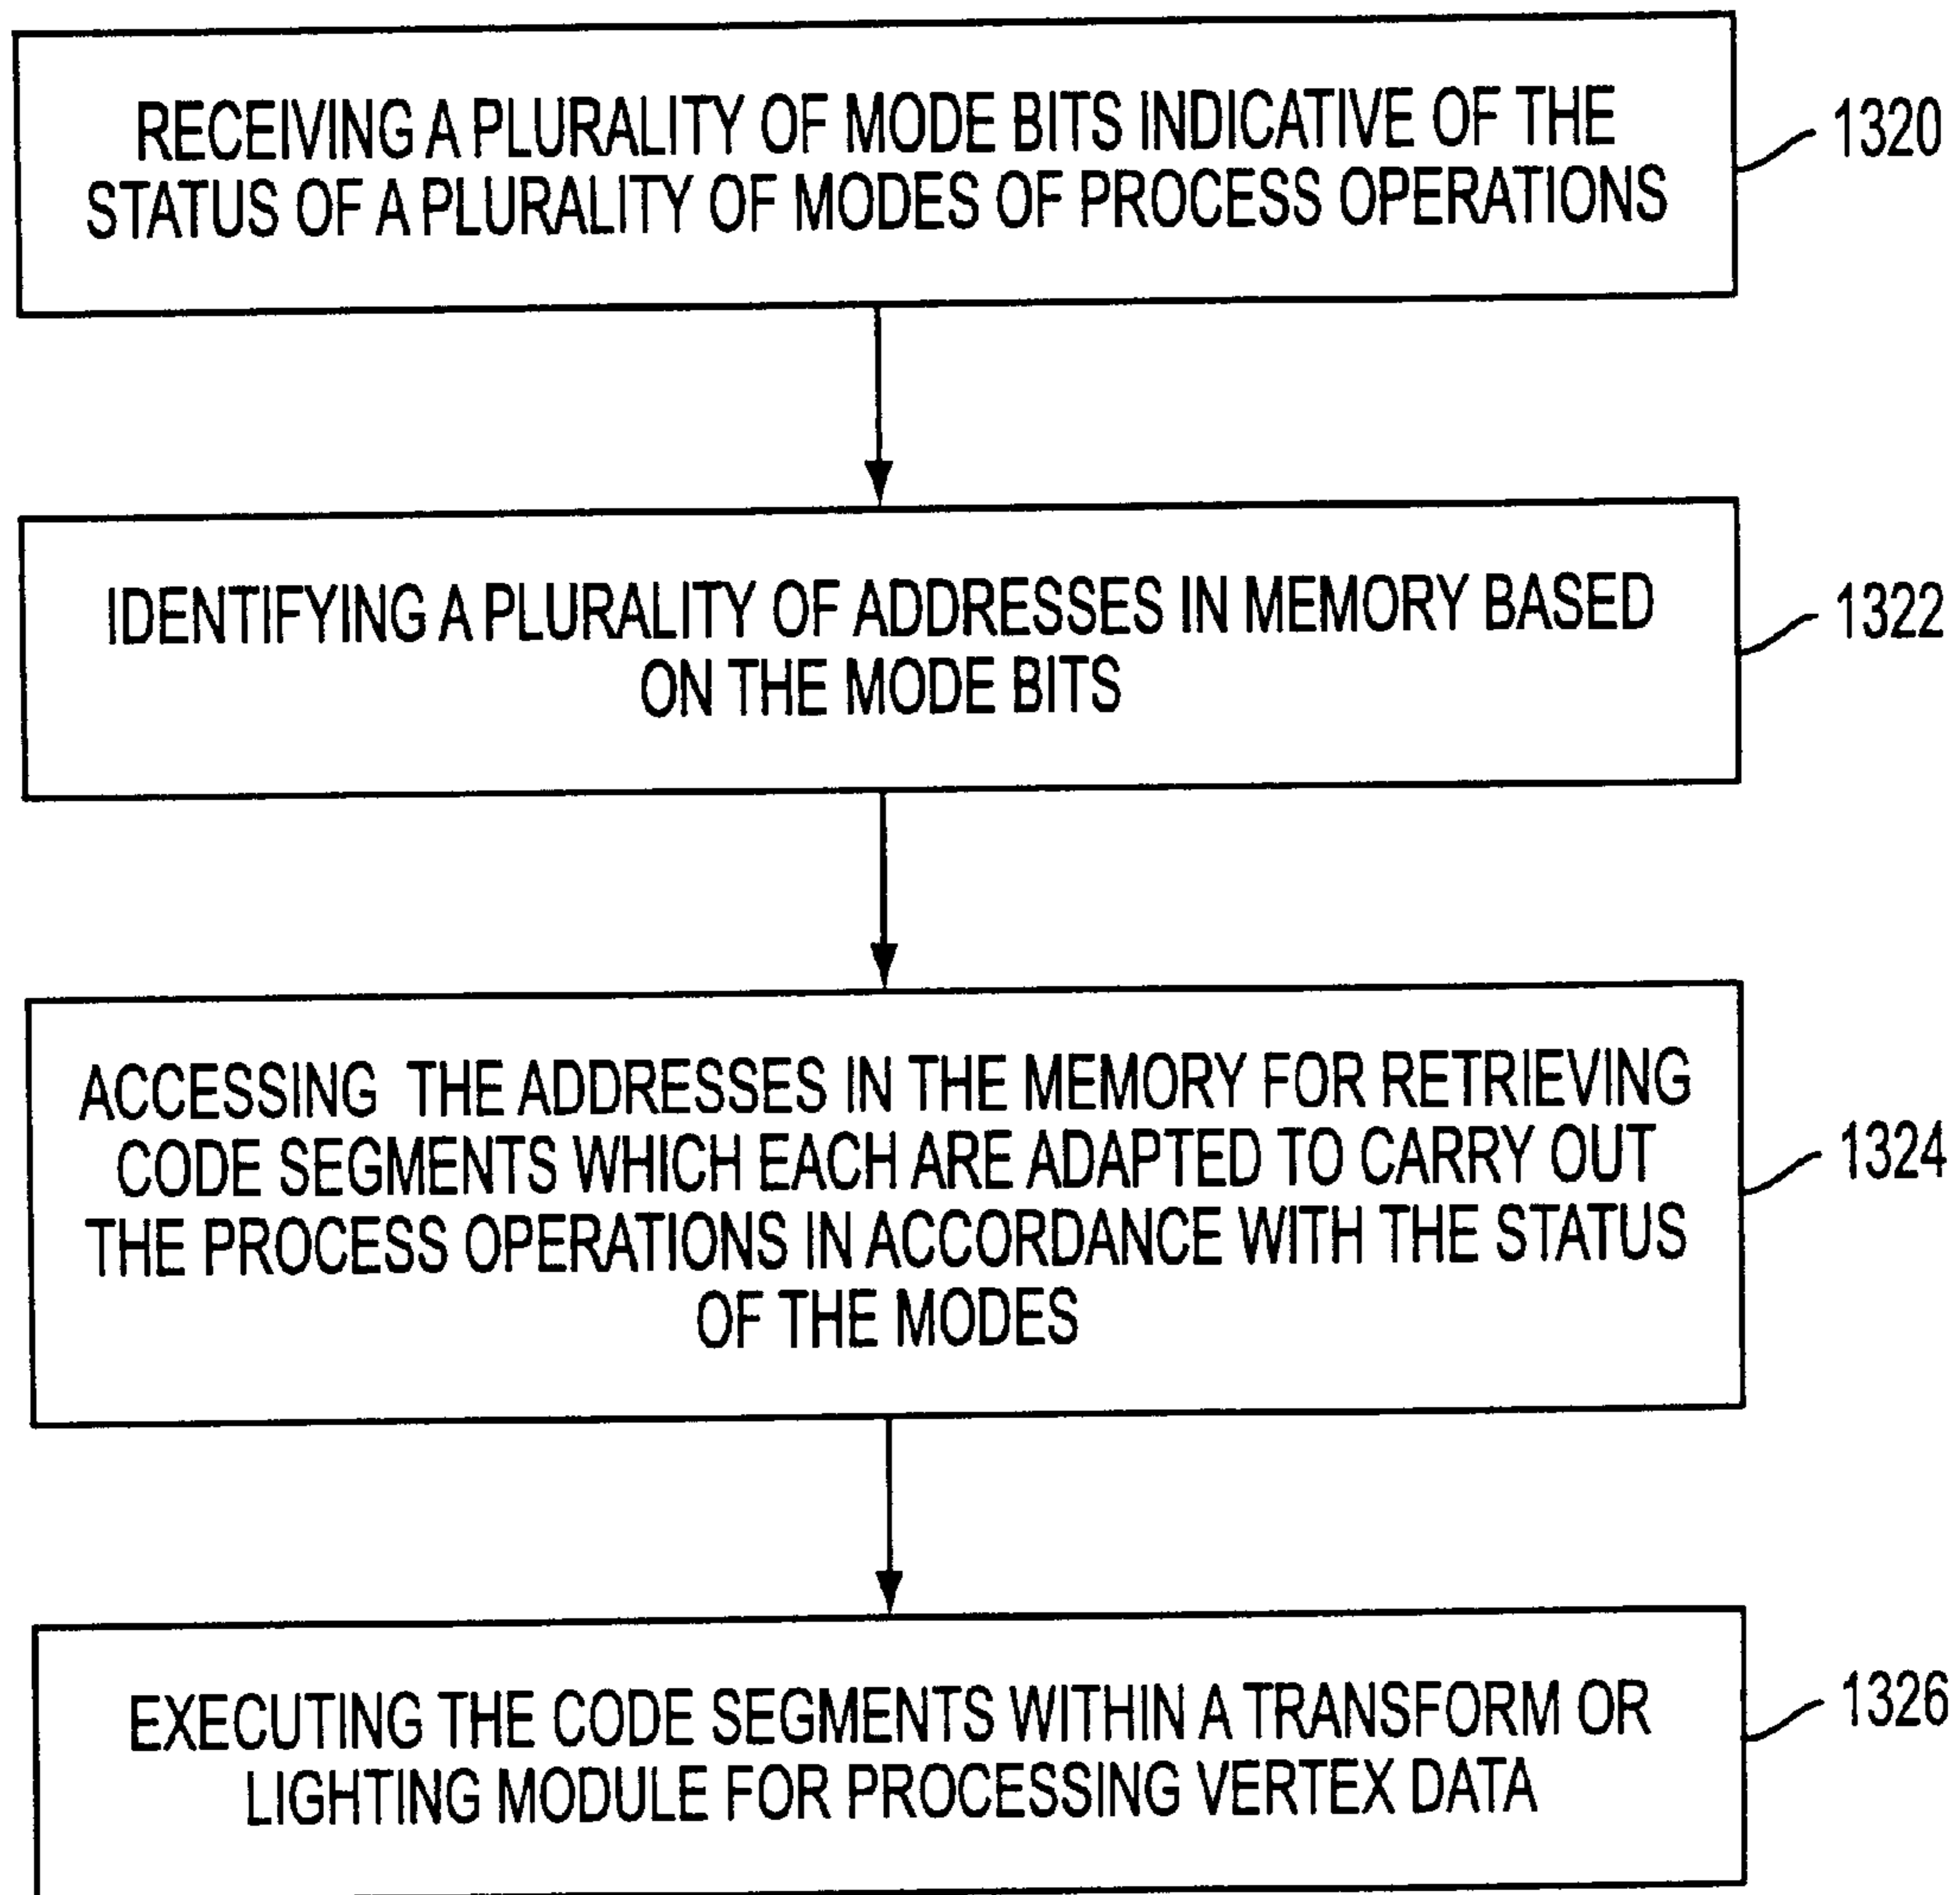 RECEIVING A PLURALITY OF MODE BITS INDICATIVE OF THE
STATUS OF A PLURALITY OF MODES OF PROCESS OPERATIONS
1320
IDENTIFYING A PLURALITY OF ADDRESSES IN MEMORY BASED
ON THE MODE BITS
1322
ACCESSING THE ADDRESSES IN THE MEMORY FOR RETRIEVING
CODE SEGMENTS WHICH EACH ARE ADAPTED TO CARRY OUT
THE PROCESS OPERATIONS IN ACCORDANCE WITH THE STATUS
OF THE MODES
1324
EXECUTING THE CODE SEGMENTS WITHIN A TRANSFORM OR
LIGHTING MODULE FOR PROCESSING VERTEX DATA
1326